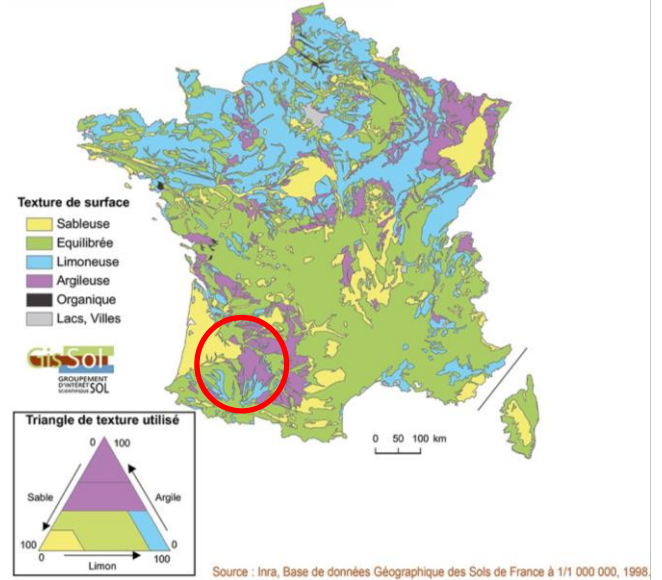 Texture de surface
Sableuse
Equilibrée
Limoneuse
Argileuse
Organique
Lacs, Villes
Gis Sol
GROUPEMENT
D'INTÉRÊT
SCIENTIFIQUE SOL
0 50 100 km
Triangle de texture utilisé
0 100
Sable Argile
100 0
0 Limon 100
Source : Inra, Base de données Géographique des Sols de France à 1/1 000 000, 1998